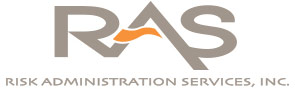 RAS
RISK ADMINISTRATION SERVICES, INC.